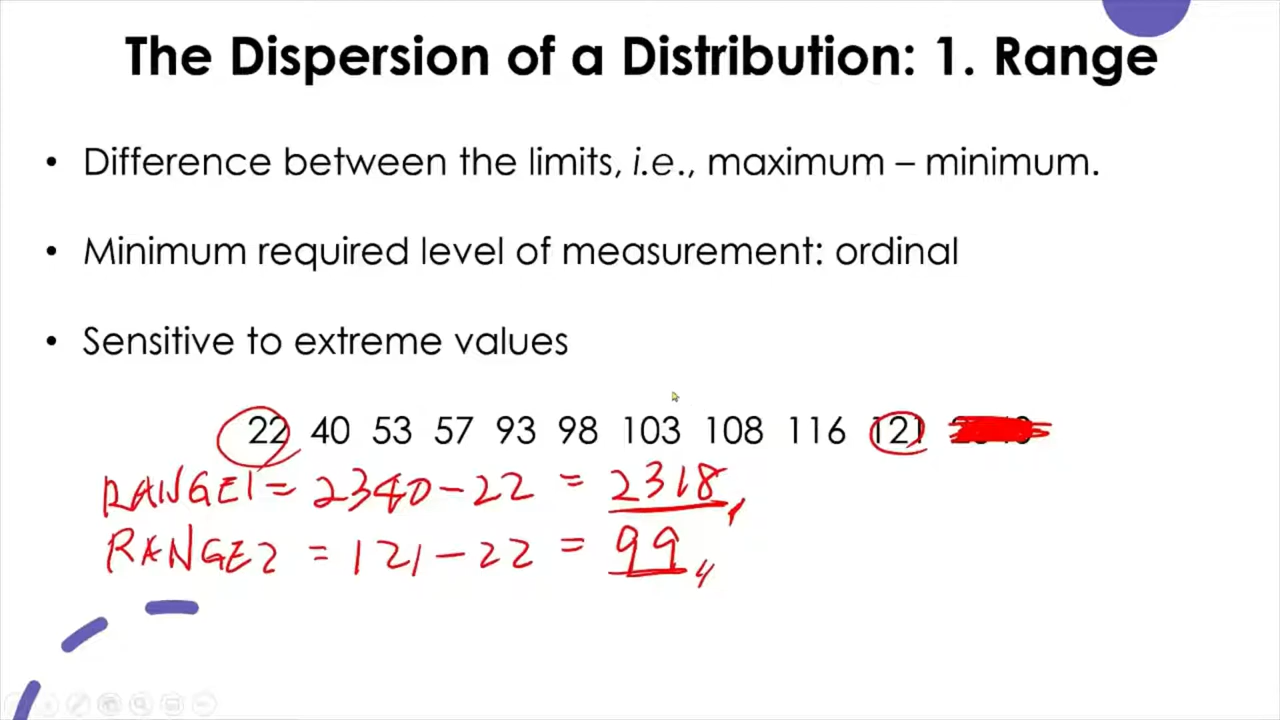 The Dispersion of a Distribution: 1. Range
• Difference between the limits, i.e., maximum – minimum.
• Minimum required level of measurement: ordinal
• Sensitive to extreme values
22 40 53 57 93 98 103 108 116 121
RANGE1 = 2340 - 22 = 2318
RANGE2 = 121 - 22 = 99